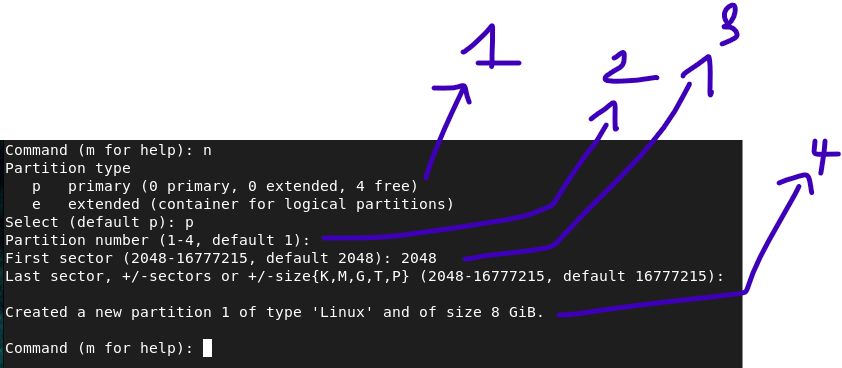 1
2
3
4
Command (m for help): n
Partition type
   p   primary (0 primary, 0 extended, 4 free)
   e   extended (container for logical partitions)
Select (default p): p
Partition number (1-4, default 1):
First sector (2048-16777215, default 2048): 2048
Last sector, +/-sectors or +/-size{K,M,G,T,P} (2048-16777215, default 16777215):
Created a new partition 1 of type 'Linux' and of size 8 GiB.
Command (m for help):